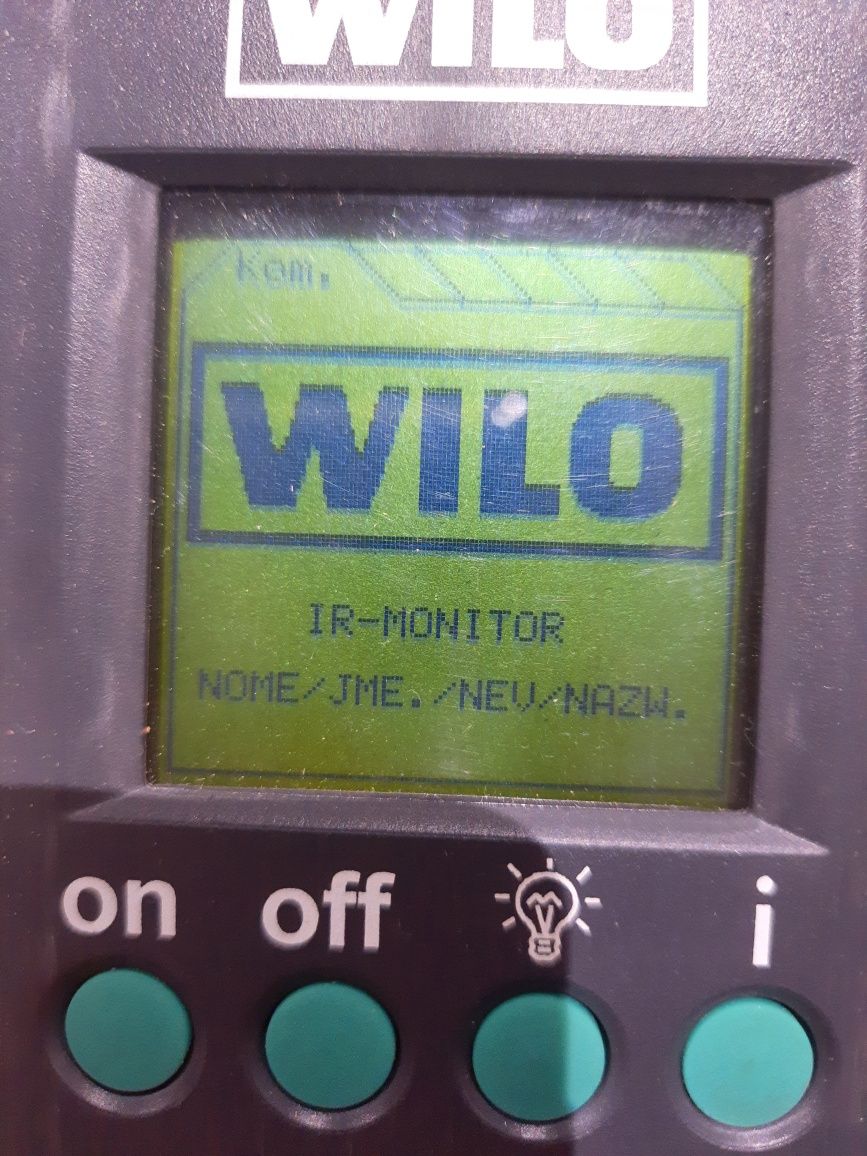 WILO
Kom.
WILO
IR-MONITOR
NOME/JME./NEV/NAZW.
on off i